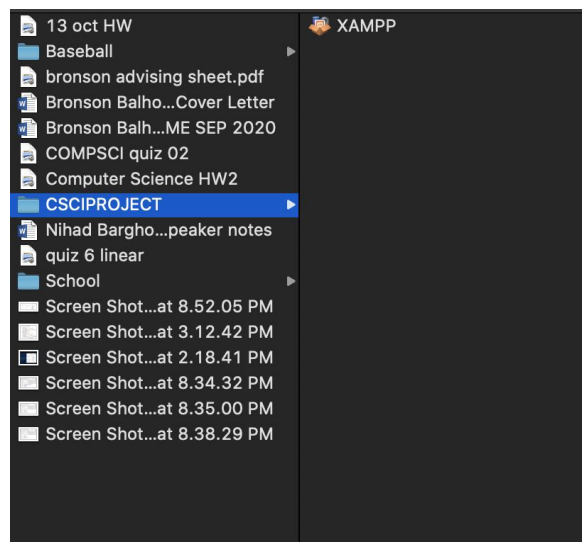 13 oct HW
Baseball
bronson advising sheet.pdf
Bronson Balho...Cover Letter
Bronson Balh...ME SEP 2020
COMPSCI quiz 02
Computer Science HW2
CSCIPROJECT
Nihad Bargho...peaker notes
quiz 6 linear
School
Screen Shot...at 8.52.05 PM
Screen Shot...at 3.12.42 PM
Screen Shot...at 2.18.41 PM
Screen Shot...at 8.34.32 PM
Screen Shot...at 8.35.00 PM
Screen Shot...at 8.38.29 PM
XAMPP